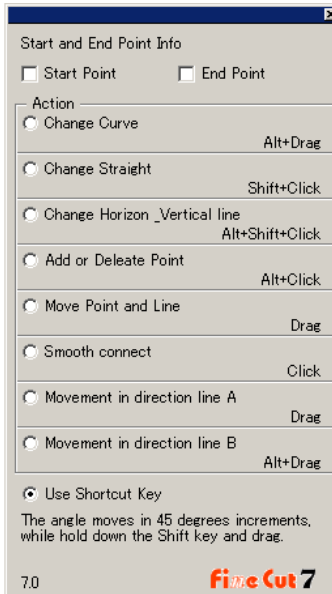 Start and End Point Info
Start Point End Point
Action
Change Curve
Alt+Drag
Change Straight
Shift+Click
Change Horizon _Vertical line
Alt+Shift+Click
Add or Deleate Point
Alt+Click
Move Point and Line
Drag
Smooth connect
Click
Movement in direction line A
Drag
Movement in direction line B
Alt+Drag
Use Shortcut Key
The angle moves in 45 degrees increments,
while hold down the Shift key and drag.
7.0 Fine Cut 7